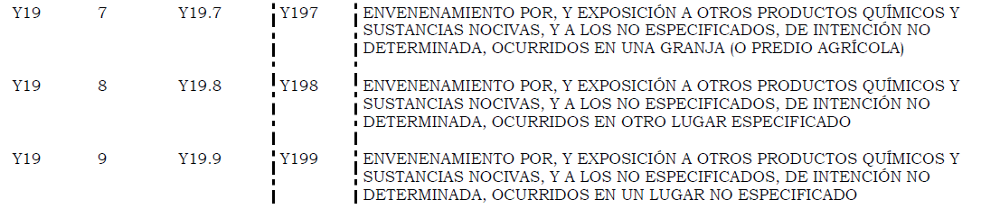 Y19 7 Y19.7 Y197 ENVENENAMIENTO POR, Y EXPOSICIÓN A OTROS PRODUCTOS QUÍMICOS Y
SUSTANCIAS NOCIVAS, Y A LOS NO ESPECIFICADOS, DE INTENCIÓN NO
DETERMINADA, OCURRIDOS EN UNA GRANJA (O PREDIO AGRÍCOLA)
Y19 8 Y19.8 Y198 ENVENENAMIENTO POR, Y EXPOSICIÓN A OTROS PRODUCTOS QUÍMICOS Y
SUSTANCIAS NOCIVAS, Y A LOS NO ESPECIFICADOS, DE INTENCIÓN NO
DETERMINADA, OCURRIDOS EN OTRO LUGAR ESPECIFICADO
Y19 9 Y19.9 Y199 ENVENENAMIENTO POR, Y EXPOSICIÓN A OTROS PRODUCTOS QUÍMICOS Y
SUSTANCIAS NOCIVAS, Y A LOS NO ESPECIFICADOS, DE INTENCIÓN NO
DETERMINADA, OCURRIDOS EN UN LUGAR NO ESPECIFICADO